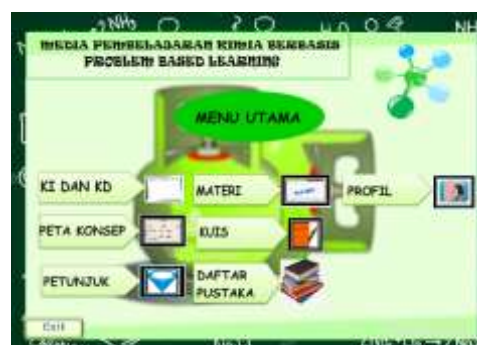 MEDIA PEMBELAJARAN KIMIA BERBASIS
PROBLEM BASED LEARNING
MENU UTAMA
KI DAN KD
MATERI
PROFIL
PETA KONSEP
KUIS
PETUNJUK
DAFTAR
PUSTAKA
Exit